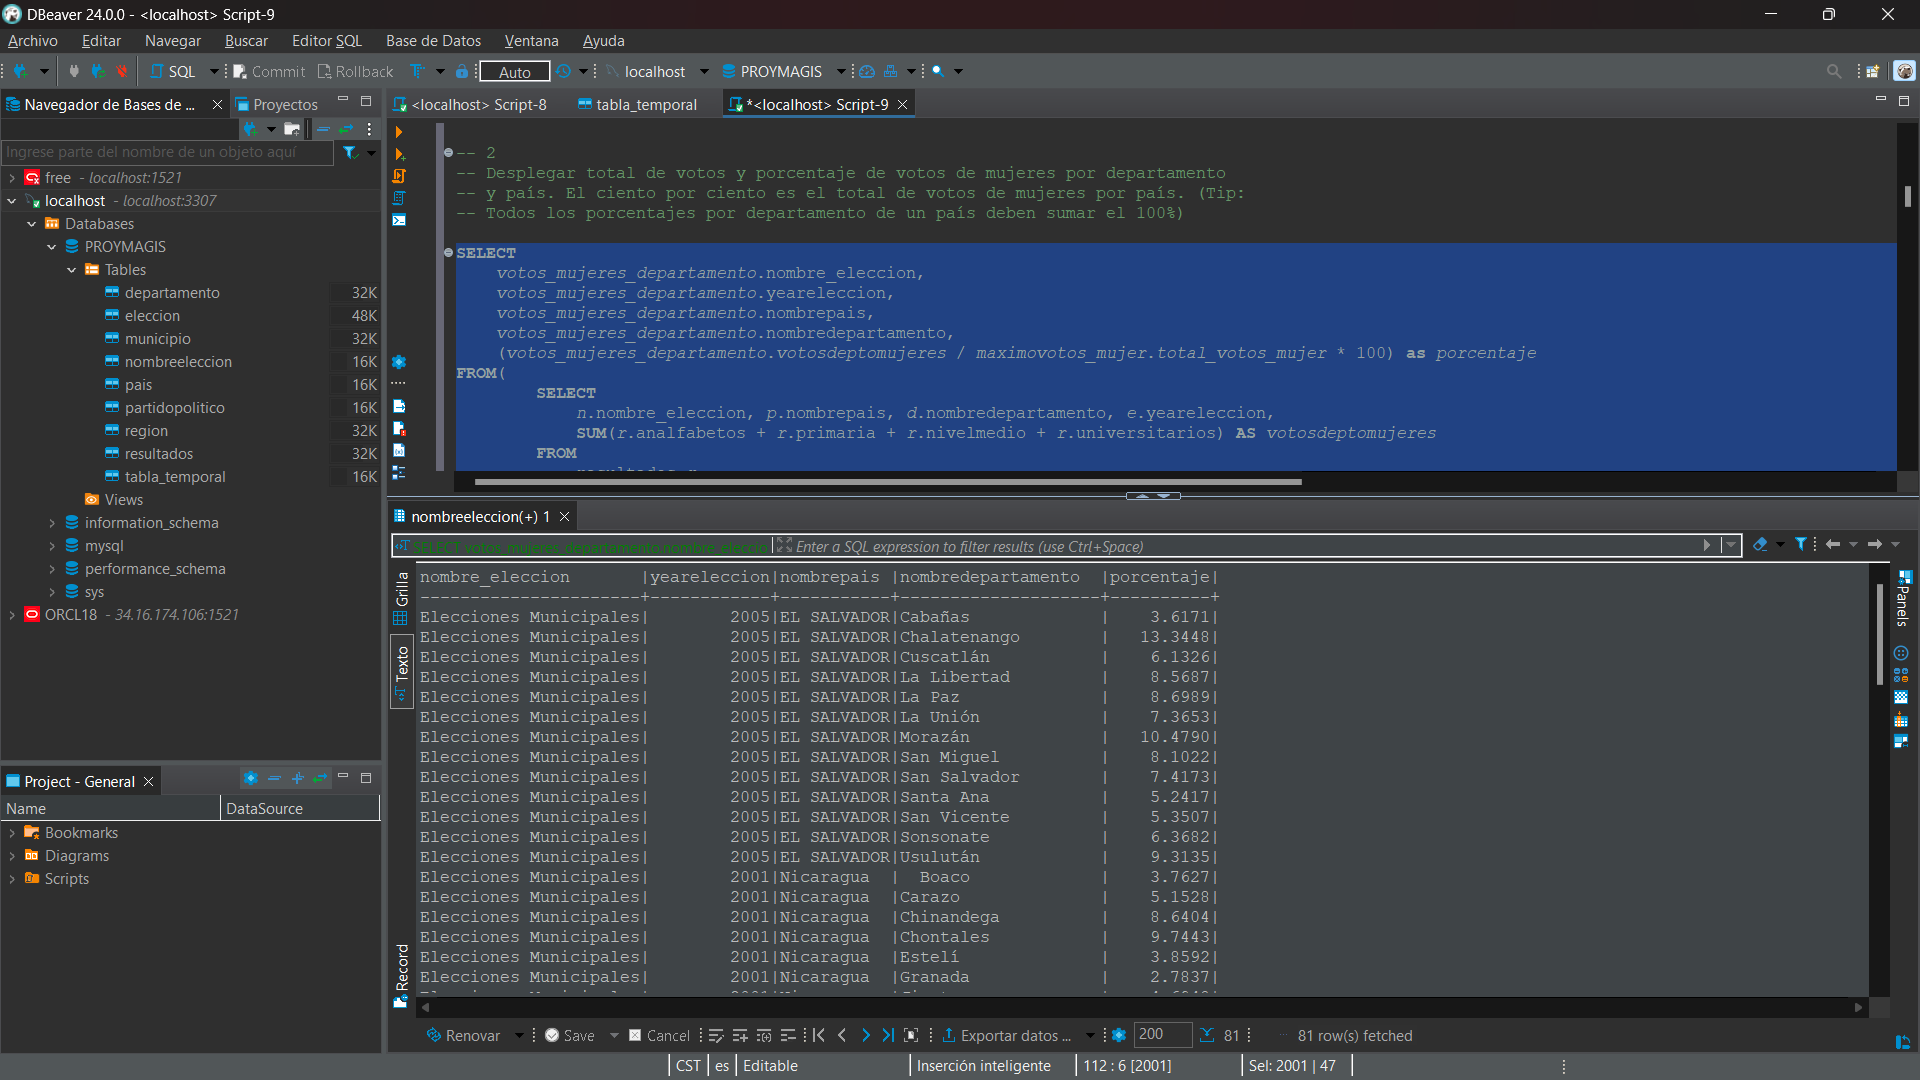 DBeaver 24.0.0 - <localhost> Script-9
Archivo Editar Navegar Buscar Editor SQL Base de Datos Ventana Ayuda
SQL Commit Rollback Auto localhost PROYMAGIS
Navegador de Bases de ... Proyectos
Ingrese parte del nombre de un objeto aquí
free - localhost:1521
localhost - localhost:3307
Databases
PROYMAGIS
Tables
departamento 32K
eleccion 48K
municipio 32K
nombreeleccion 16K
pais 16K
partidopolitico 16K
region 32K
resultados 32K
tabla_temporal 16K
Views
information_schema
mysql
performance_schema
sys
ORCL18 - 34.16.174.106:1521
Project - General
Name DataSource
Bookmarks
Diagrams
Scripts
<localhost> Script-8 tabla_temporal *<localhost> Script-9
-- 2
-- Desplegar total de votos y porcentaje de votos de mujeres por departamento
-- y país. El ciento por ciento es el total de votos de mujeres por país. (Tip:
-- Todos los porcentajes por departamento de un país deben sumar el 100%)
SELECT
votos_mujeres_departamento.nombre_eleccion,
votos_mujeres_departamento.yeareleccion,
votos_mujeres_departamento.nombrepais,
votos_mujeres_departamento.nombredepartamento,
(votos_mujeres_departamento.votosdeptomujeres / maximovotos_mujer.total_votos_mujer * 100) as porcentaje
FROM(
SELECT
n.nombre_eleccion, p.nombrepais, d.nombredepartamento, e.yeareleccion,
SUM(r.analfabetos + r.primaria + r.nivelmedio + r.universitarios) AS votosdeptomujeres
FROM
nombreeleccion(+) 1
SELECT votos_mujeres_departamento.nombre_eleccio Enter a SQL expression to filter results (use Ctrl+Space)
Grilla
Texto
Record
nombre_eleccion |yeareleccion|nombrepais |nombredepartamento |porcentaje|
----------------------+------------+-----------+--------------------+----------+
Elecciones Municipales| 2005|EL SALVADOR|Cabañas | 3.6171|
Elecciones Municipales| 2005|EL SALVADOR|Chalatenango | 13.3448|
Elecciones Municipales| 2005|EL SALVADOR|Cuscatlán | 6.1326|
Elecciones Municipales| 2005|EL SALVADOR|La Libertad | 8.5687|
Elecciones Municipales| 2005|EL SALVADOR|La Paz | 8.6989|
Elecciones Municipales| 2005|EL SALVADOR|La Unión | 7.3653|
Elecciones Municipales| 2005|EL SALVADOR|Morazán | 10.4790|
Elecciones Municipales| 2005|EL SALVADOR|San Miguel | 8.1022|
Elecciones Municipales| 2005|EL SALVADOR|San Salvador | 7.4173|
Elecciones Municipales| 2005|EL SALVADOR|Santa Ana | 5.2417|
Elecciones Municipales| 2005|EL SALVADOR|San Vicente | 5.3507|
Elecciones Municipales| 2005|EL SALVADOR|Sonsonate | 6.3682|
Elecciones Municipales| 2005|EL SALVADOR|Usulután | 9.3135|
Elecciones Municipales| 2001|Nicaragua | Boaco | 3.7627|
Elecciones Municipales| 2001|Nicaragua |Carazo | 5.1528|
Elecciones Municipales| 2001|Nicaragua |Chinandega | 8.6404|
Elecciones Municipales| 2001|Nicaragua |Chontales | 9.7443|
Elecciones Municipales| 2001|Nicaragua |Estelí | 3.8592|
Elecciones Municipales| 2001|Nicaragua |Granada | 2.7837|
Panels
Renovar Save Cancel Exportar datos ... 200 81 81 row(s) fetched
CST es Editable Inserción inteligente 112 : 6 [2001] Sel: 2001 | 47